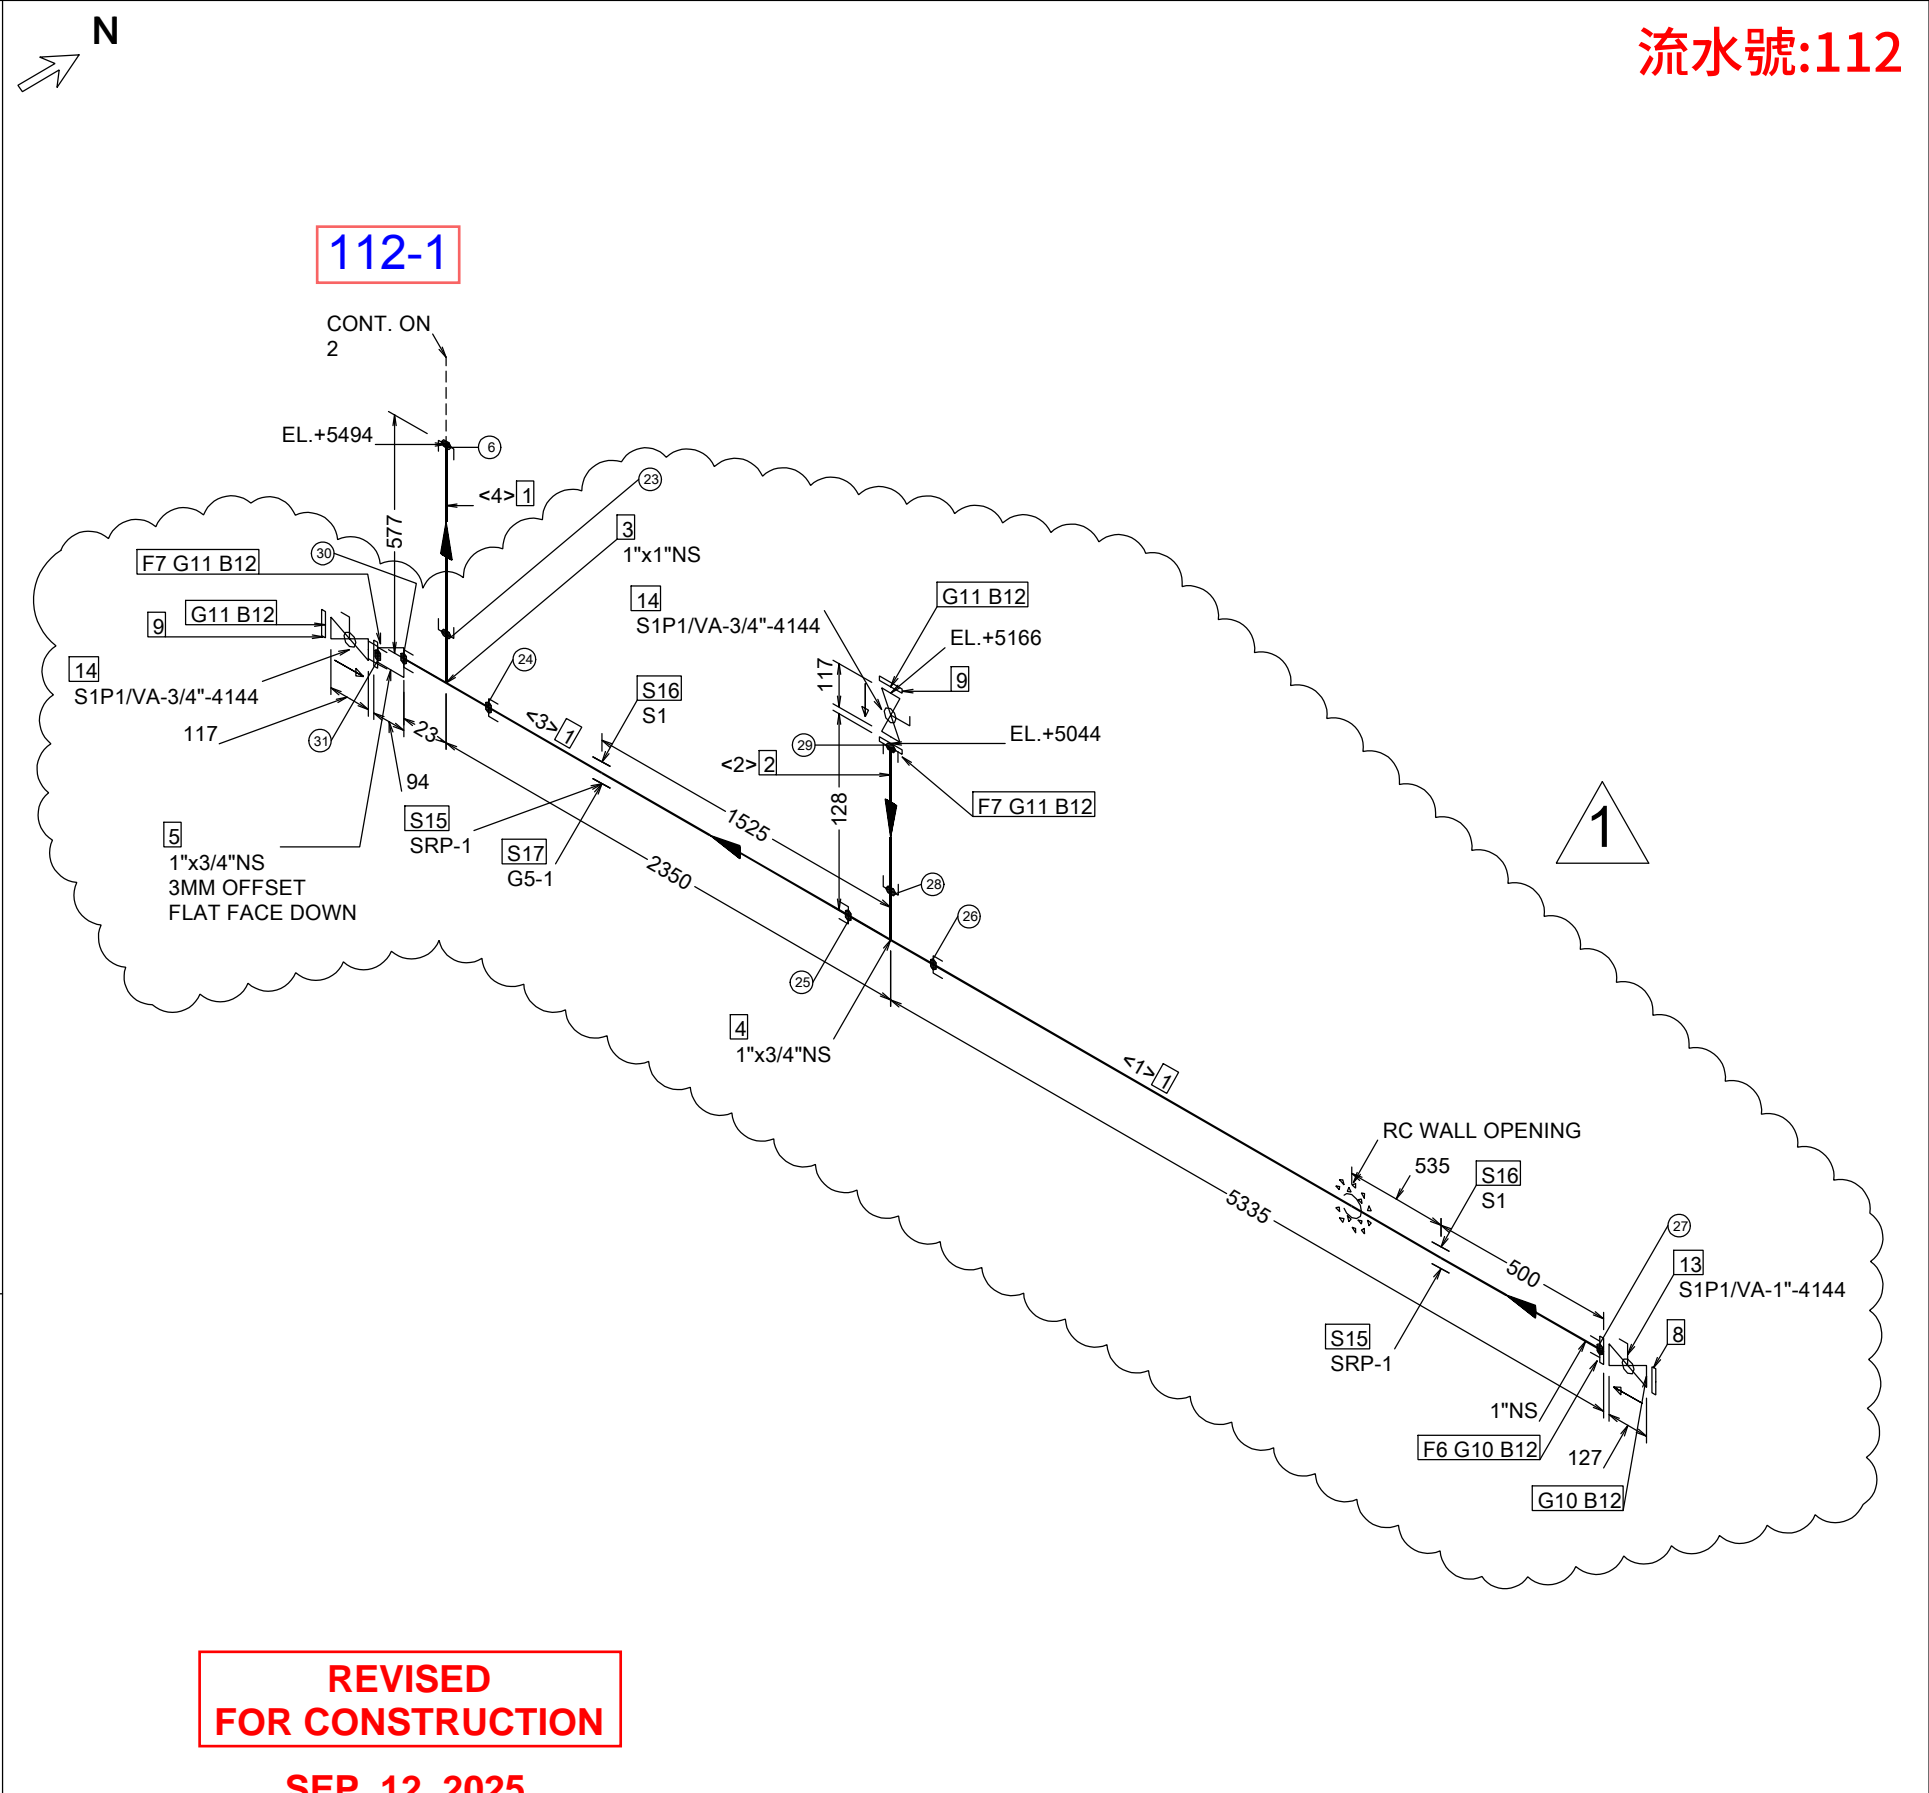 N
流水號:112
112-1
CONT. ON
2
EL.+5494
6
<4> 1
23
577
3
1"x1"NS
30
F7 G11 B12
G11 B12
9
14
S1P1/VA-3/4"-4144
117
31
23
94
24
<3> 1
S16
S1
14
S1P1/VA-3/4"-4144
G11 B12
EL.+5166
9
117
29
EL.+5044
<2> 2
F7 G11 B12
128
1525
2350
S15
SRP-1
S17
G5-1
5
1"x3/4"NS
3MM OFFSET
FLAT FACE DOWN
28
26
25
4
1"x3/4"NS
1
<1> 1
RC WALL OPENING
535
S16
S1
5335
500
27
13
S1P1/VA-1"-4144
8
S15
SRP-1
1"NS
F6 G10 B12
127
G10 B12
REVISED
FOR CONSTRUCTION
SEP. 12, 2025